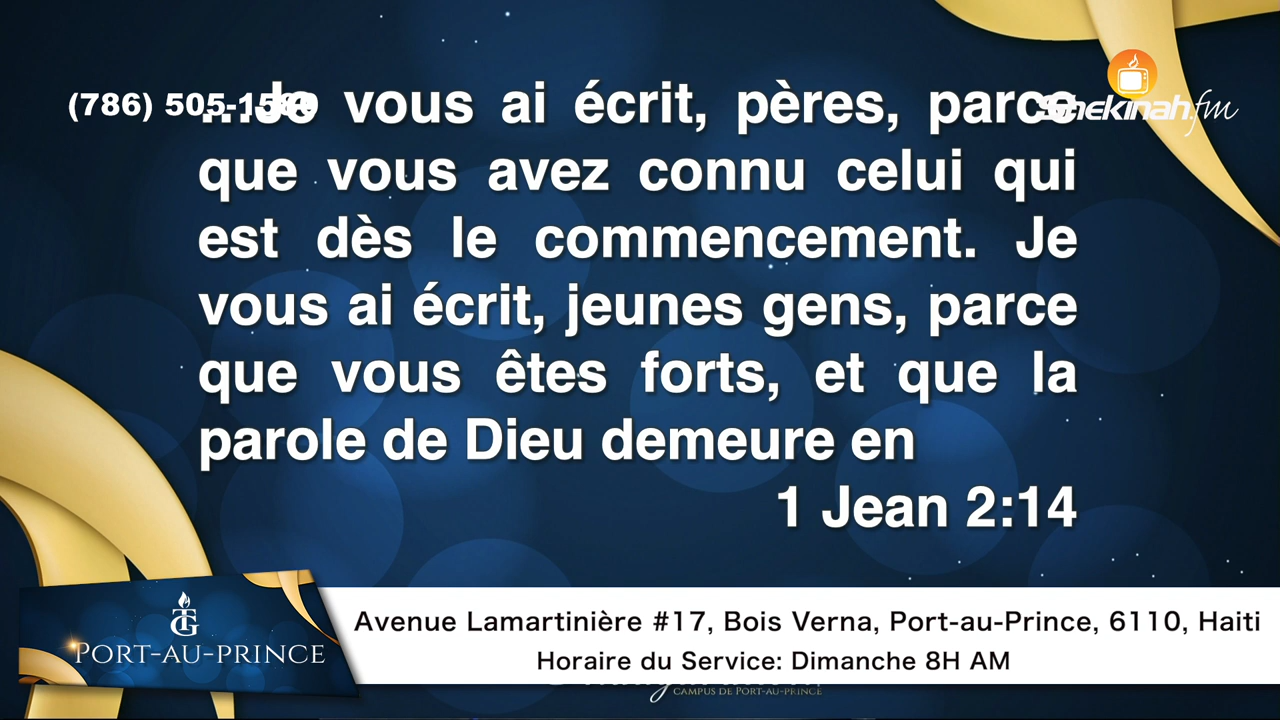 (786) 505-
...Je vous ai écrit, pères, parce
Shekinah.fm
que vous avez connu celui qui
est dès le commencement. Je
vous ai écrit, jeunes gens, parce
que vous êtes forts, et que la
parole de Dieu demeure en
1 Jean 2:14
TG
PORT-AU-PRINCE
Avenue Lamartinière #17, Bois Verna, Port-au-Prince, 6110, Haiti
Horaire du Service: Dimanche 8H AM
CAMPUS DE PORT-AU-PRINCE